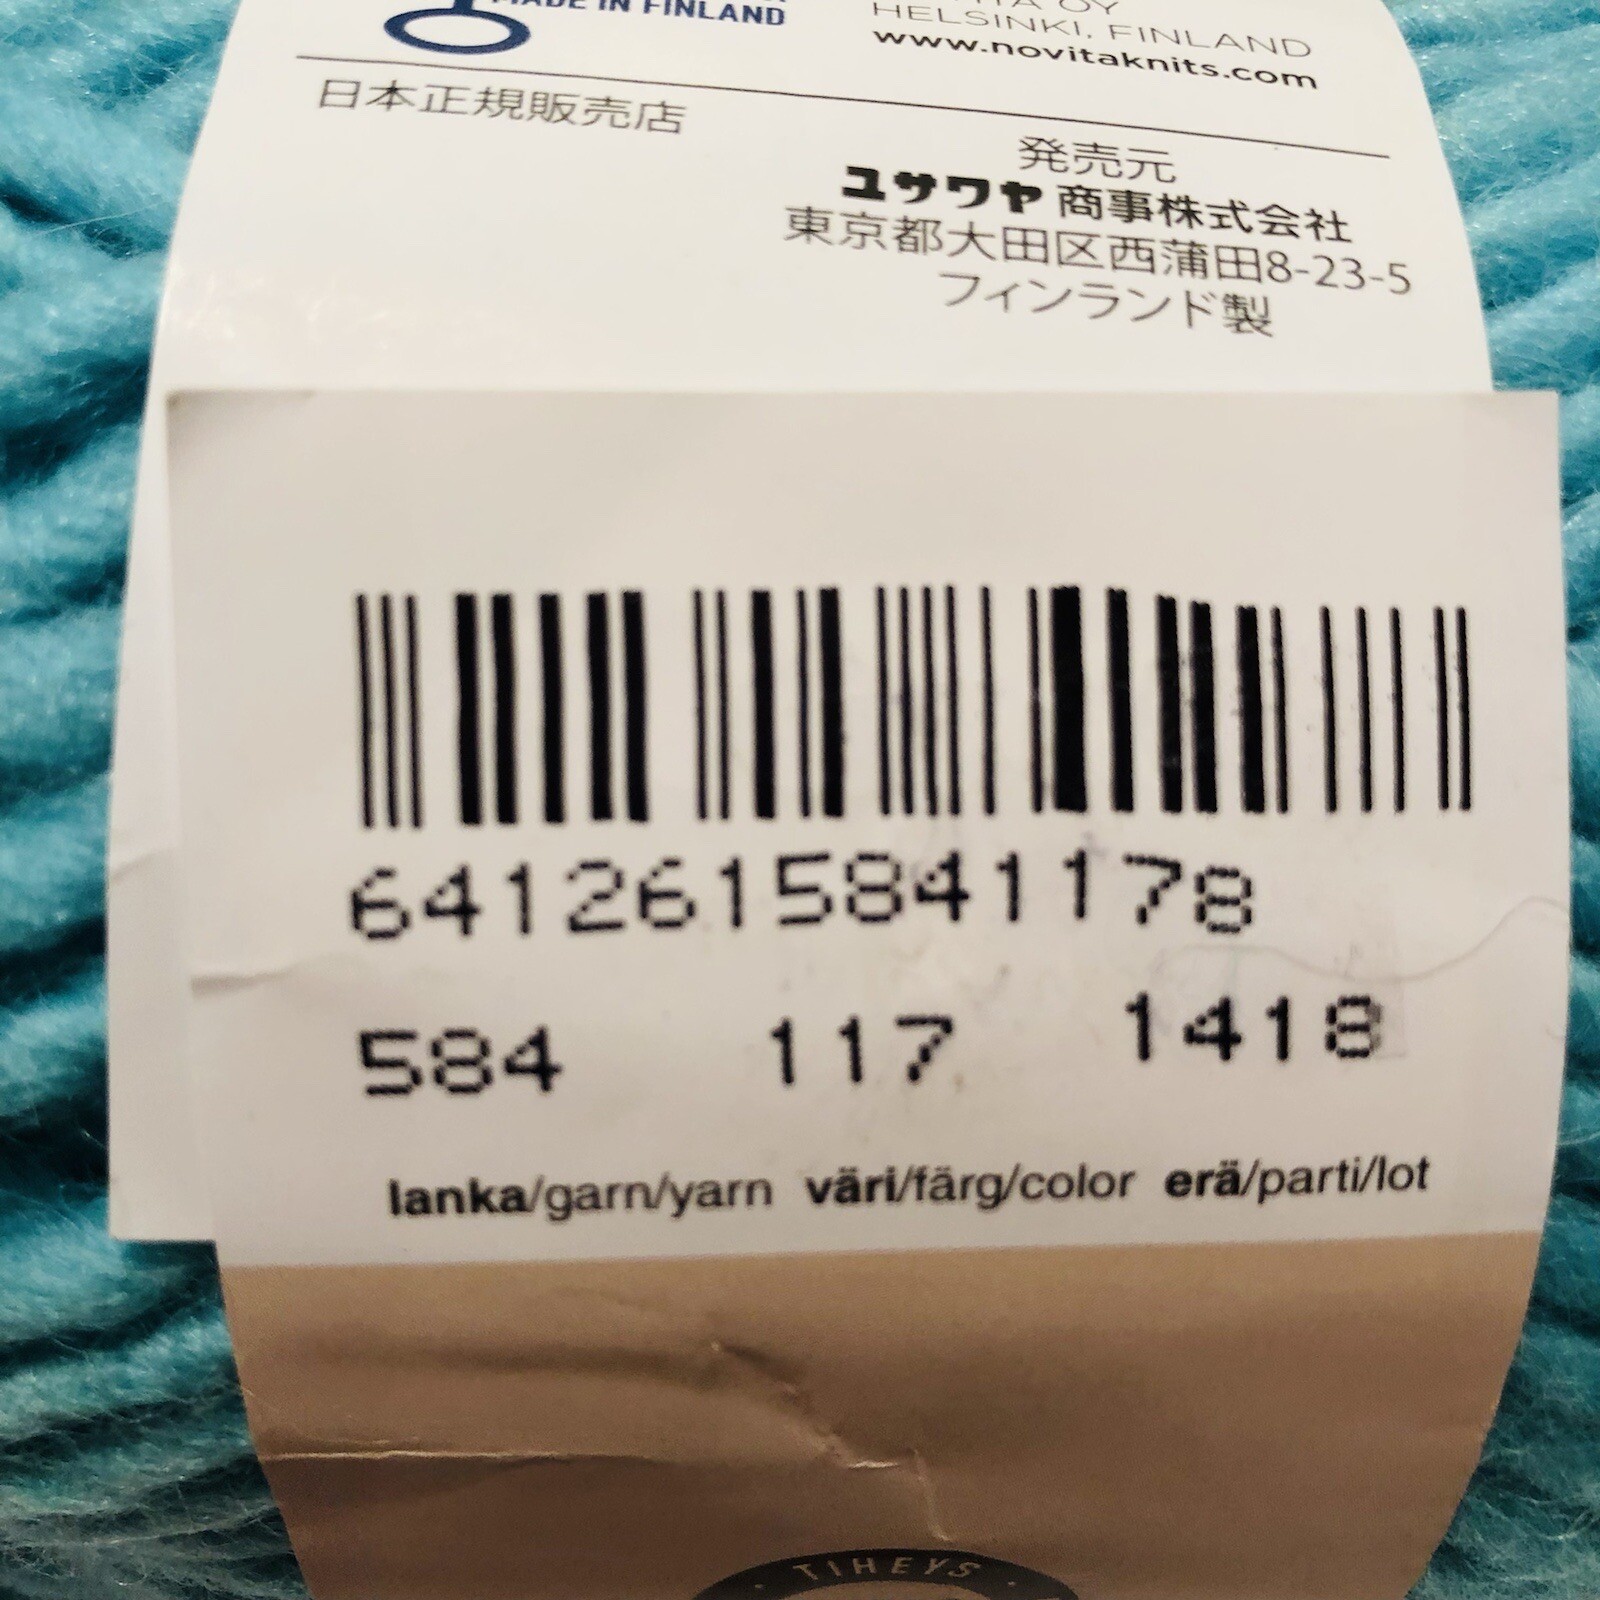 MADE IN FINLAND
HELSINKI, FINLAND
www.novitaknits.com
日本正規販売店
発売元
ユザワヤ商事株式会社
東京都大田区西蒲田8-23-5
フィンランド製
6412615841178
584 117 1418
lanka/garn/yarn väri/färg/color erä/parti/lot
· TIHEYS ·